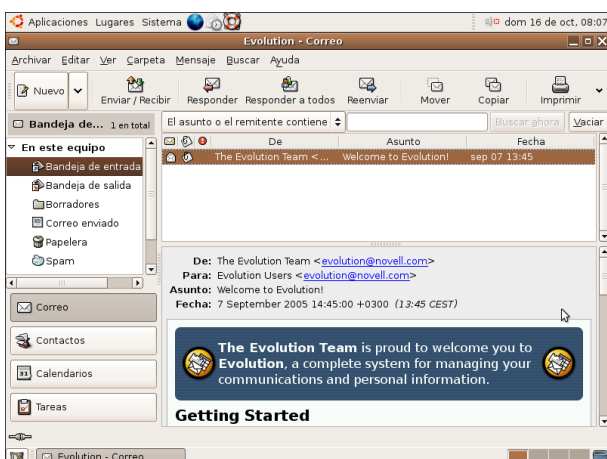 Aplicaciones Lugares Sistema dom 16 de oct, 08:07
Evolution - Correo
Archivar Editar Ver Carpeta Mensaje Buscar Ayuda
Nuevo Enviar / Recibir Responder Responder a todos Reenviar Mover Copiar Imprimir
Bandeja de... 1 en total El asunto o el remitente contiene Buscar ahora Vaciar
En este equipo
Bandeja de entrada
Bandeja de salida
Borradores
Correo enviado
Papelera
Spam
De Asunto Fecha
The Evolution Team <... Welcome to Evolution! sep 07 13:45
Correo
Contactos
31 Calendarios
Tareas
De: The Evolution Team <evolution@novell.com>
Para: Evolution Users <evolution@novell.com>
Asunto: Welcome to Evolution!
Fecha: 7 September 2005 14:45:00 +0300 (13:45 CEST)
The Evolution Team is proud to welcome you to
Evolution, a complete system for managing your
communications and personal information.
Getting Started
Evolution - Correo